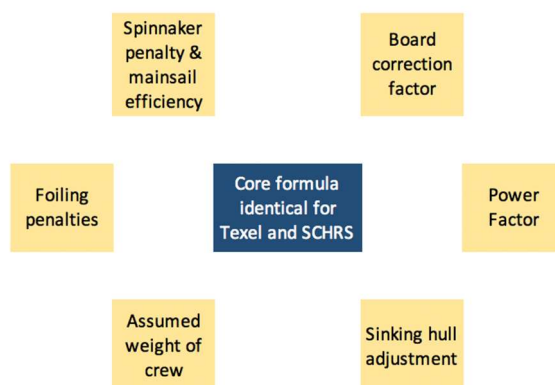 Spinnaker
penalty &
mainsail
efficiency
Board
correction
factor
Foiling
penalties
Core formula
identical for
Texel and SCHRS
Power
Factor
Assumed
weight of
crew
Sinking hull
adjustment